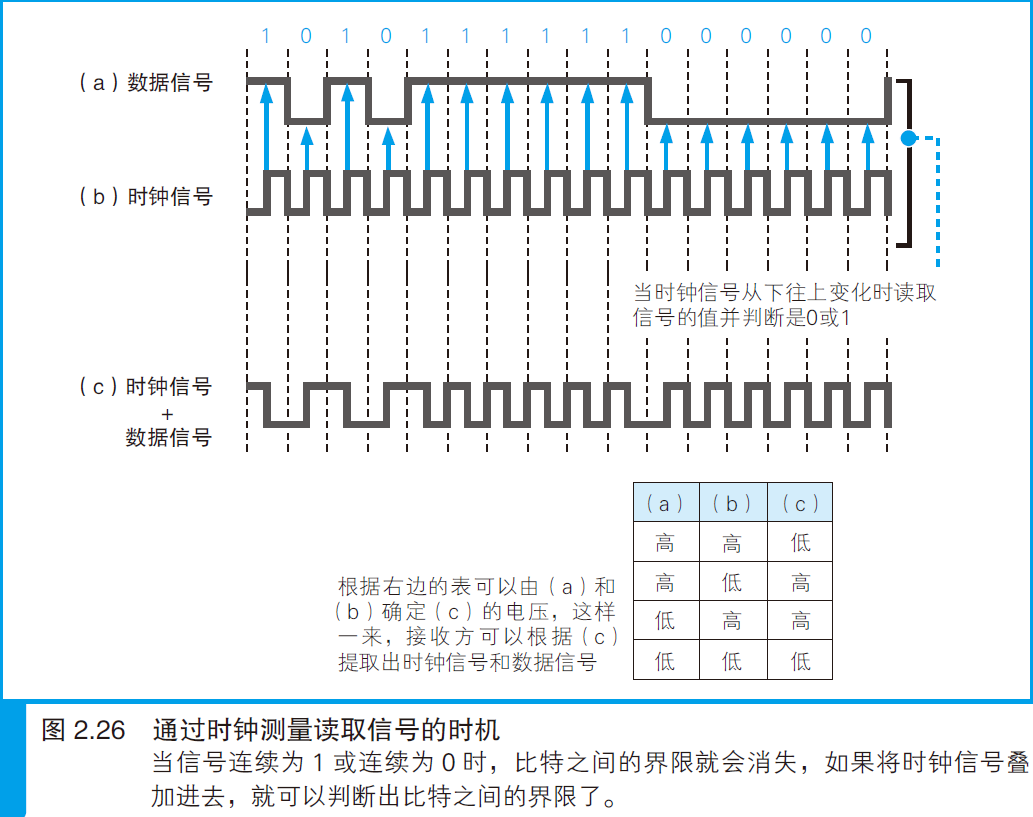 1 0 1 0 1 1 1 1 1 1 0 0 0 0 0 0
（a）数据信号
（b）时钟信号
当时钟信号从下往上变化时读取
信号的值并判断是0或1
（c）时钟信号
+
数据信号
（a） （b） （c）
高 高 低
高 低 高
低 高 高
低 低 低
根据右边的表可以由（a）和
（b）确定（c）的电压，这样
一来，接收方可以根据（c）
提取出时钟信号和数据信号
图 2.26 通过时钟测量读取信号的时机
当信号连续为 1 或连续为 0 时，比特之间的界限就会消失，如果将时钟信号叠
加进去，就可以判断出比特之间的界限了。